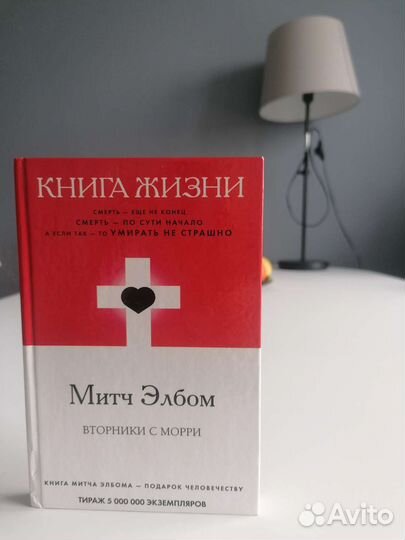 КНИГА ЖИЗНИ
СМЕРТЬ — ЕЩЕ НЕ КОНЕЦ
СМЕРТЬ — ПО СУТИ НАЧАЛО
А ЕСЛИ ТАК — ТО УМИРАТЬ НЕ СТРАШНО
Митч Элбом
ВТОРНИКИ С МОРРИ
КНИГА МИТЧА ЭЛБОМА — ПОДАРОК ЧЕЛОВЕЧЕСТВУ
ТИРАЖ 5 000 000 ЭКЗЕМПЛЯРОВ
Avito